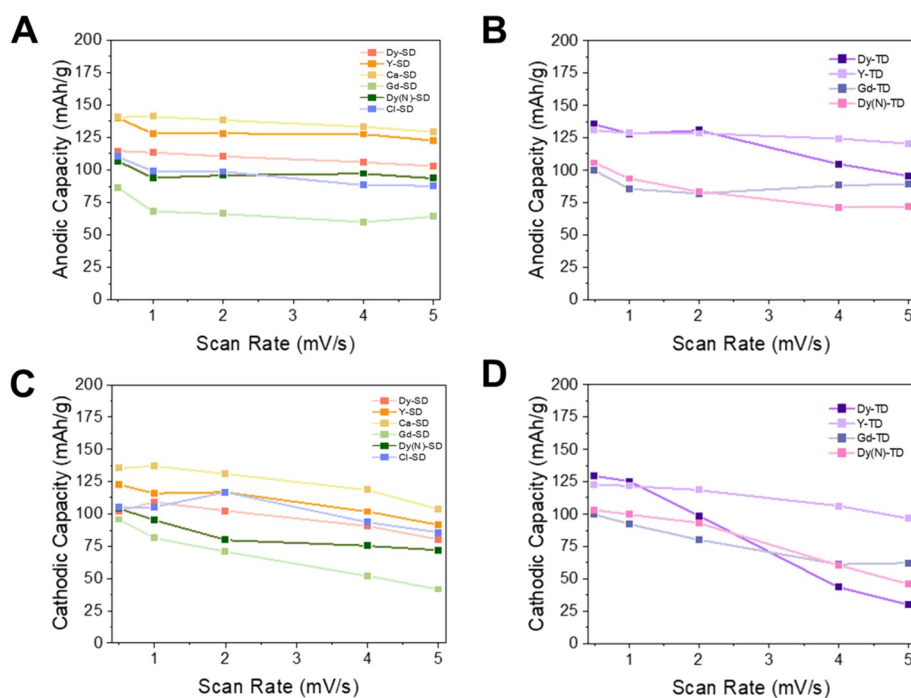 A
200
175
150
125
100
75
50
25
0
Anodic Capacity (mAh/g)
1 2 3 4 5
Scan Rate (mV/s)
Dy-SD
Y-SD
Ca-SD
Gd-SD
Dy(N)-SD
Cl-SD
B
200
175
150
125
100
75
50
25
0
Anodic Capacity (mAh/g)
1 2 3 4 5
Scan Rate (mV/s)
Dy-TD
Y-TD
Gd-TD
Dy(N)-TD
C
200
175
150
125
100
75
50
25
0
Cathodic Capacity (mAh/g)
1 2 3 4 5
Scan Rate (mV/s)
Dy-SD
Y-SD
Ca-SD
Gd-SD
Dy(N)-SD
Cl-SD
D
200
175
150
125
100
75
50
25
0
Cathodic Capacity (mAh/g)
1 2 3 4 5
Scan Rate (mV/s)
Dy-TD
Y-TD
Gd-TD
Dy(N)-TD